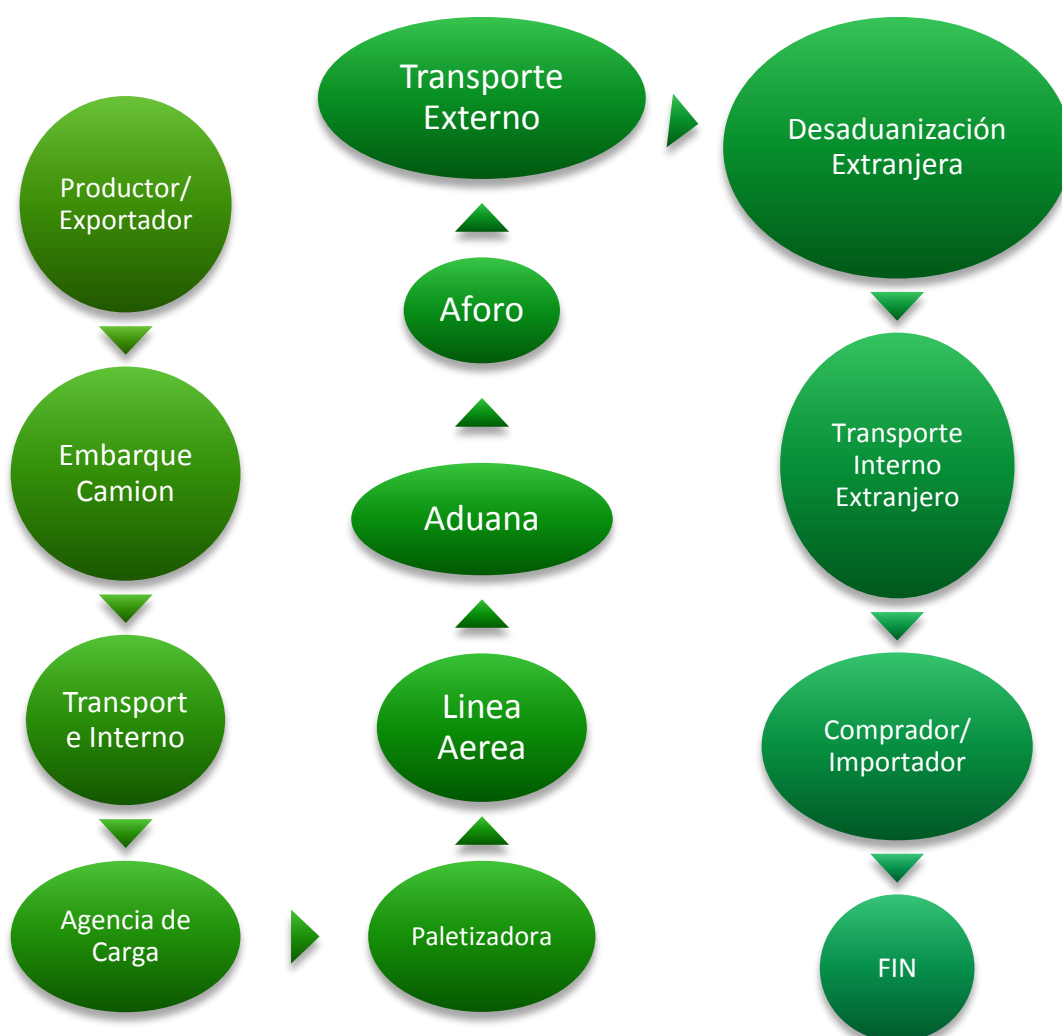 Productor/
Exportador
Embarque
Camion
Transport
e Interno
Agencia de
Carga
Paletizadora
Linea
Aerea
Aduana
Aforo
Transporte
Externo
Desaduanización
Extranjera
Transporte
Interno
Extranjero
Comprador/
Importador
FIN